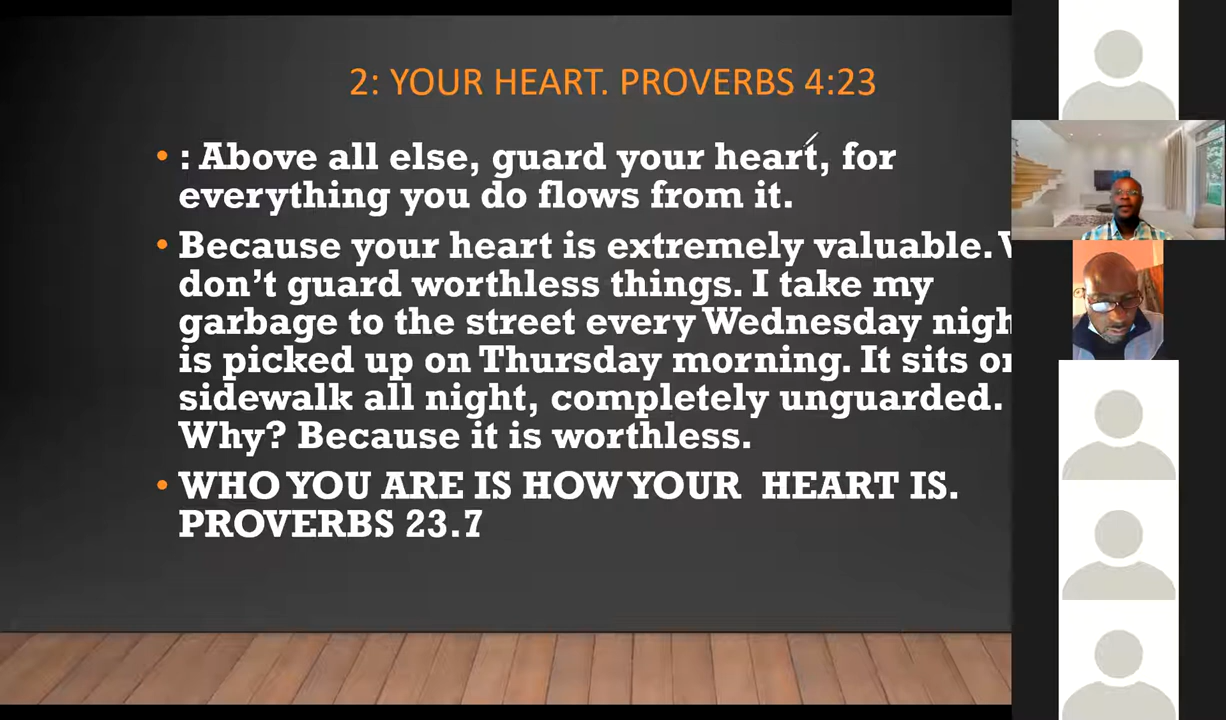 2: YOUR HEART. PROVERBS 4:23
: Above all else, guard your heart, for
everything you do flows from it.
Because your heart is extremely valuable.
don’t guard worthless things. I take my
garbage to the street every Wednesday
is picked up on Thursday morning. It sits
sidewalk all night, completely unguarded.
Why? Because it is worthless.
WHO YOU ARE IS HOW YOUR HEART IS.
PROVERBS 23.7